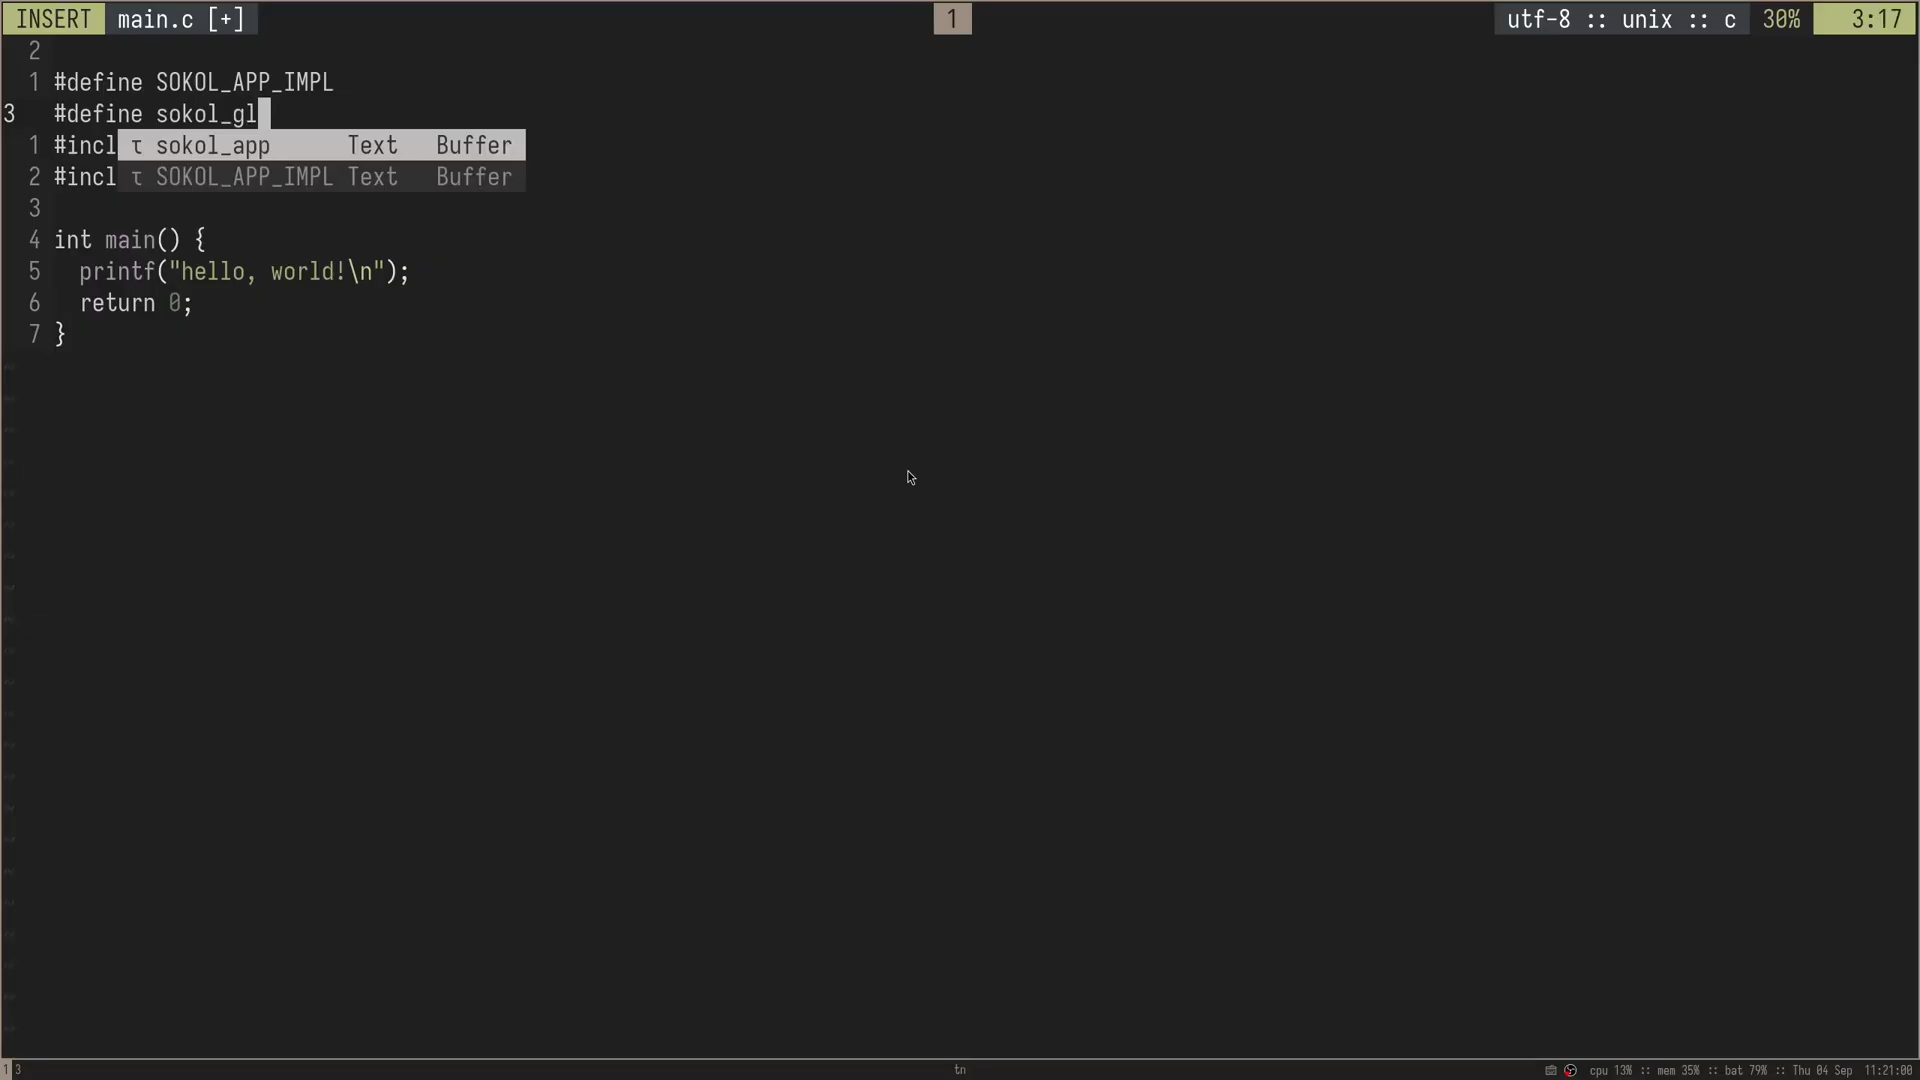 INSERT main.c [+] 1 utf-8 :: unix :: c 30% 3:17
2
1 #define SOKOL_APP_IMPL
3 #define sokol_gl
1 #incl τ sokol_app Text Buffer
2 #incl τ SOKOL_APP_IMPL Text Buffer
3
4 int main() {
5 printf("hello, world!\n");
6 return 0;
7 }
1 3 tn cpu 13% :: mem 35% :: bat 79% :: Thu 04 Sep 11:21:00